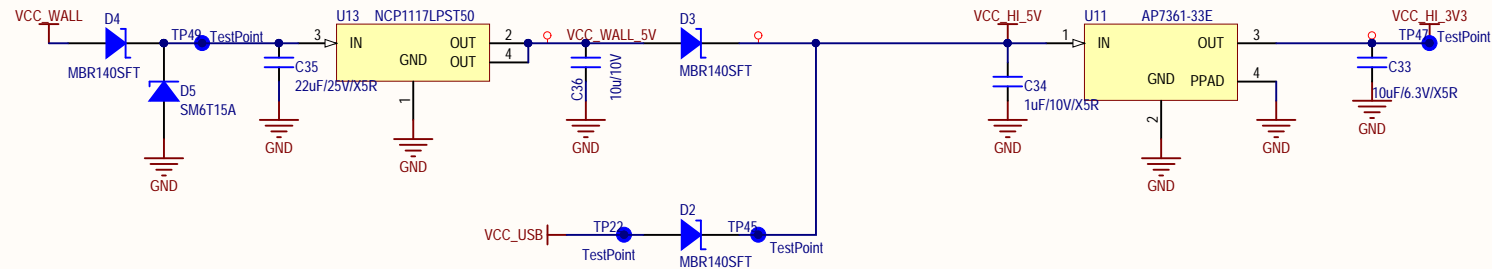 VCC_WALL
D4
MBR140SFT
TP49
TestPoint
D5
SM6T15A
GND
C35
22uF/25V/X5R
GND
U13
NCP1117LPST50
3
IN
OUT
2
OUT
4
GND
1
GND
VCC_WALL_5V
C36
10u/10V
GND
D3
MBR140SFT
VCC_USB
TP22
TestPoint
D2
MBR140SFT
TP45
TestPoint
VCC_HI_5V
C34
1uF/10V/X5R
GND
U11
AP7361-33E
1
IN
OUT
3
GND
PPAD
4
2
GND
GND
VCC_HI_3V3
TP47
TestPoint
C33
10uF/6.3V/X5R
GND